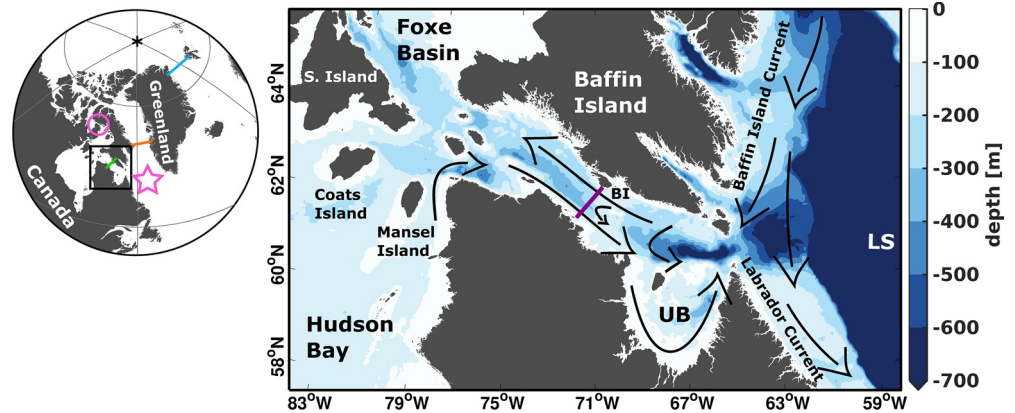 Canada
Greenland
Foxe
Basin
S. Island
Baffin
Island
Baffin Island Current
Coats
Island
Mansel
Island
BI
LS
UB
Labrador Current
Hudson
Bay
64°N
62°N
60°N
58°N
83°W
79°W
75°W
71°W
67°W
63°W
59°W
0
-100
-200
-300
-400
-500
-600
-700
depth [m]